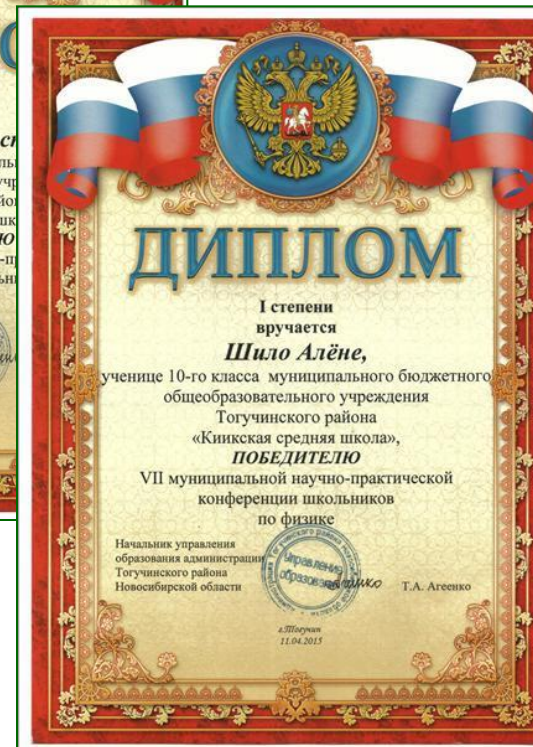 ДИПЛОМ
I степени
вручается
Шило Алёне,
ученице 10-го класса муниципального бюджетного
общеобразовательного учреждения
Тогучинского района
«Киикская средняя школа»,
ПОБЕДИТЕЛЮ
VII муниципальной научно-практической
конференции школьников
по физике
Начальник управления
образования администрации
Тогучинского района
Новосибирской области
Управление
образования
Т.А. Агеенко
г.Тогучин
11.04.2015